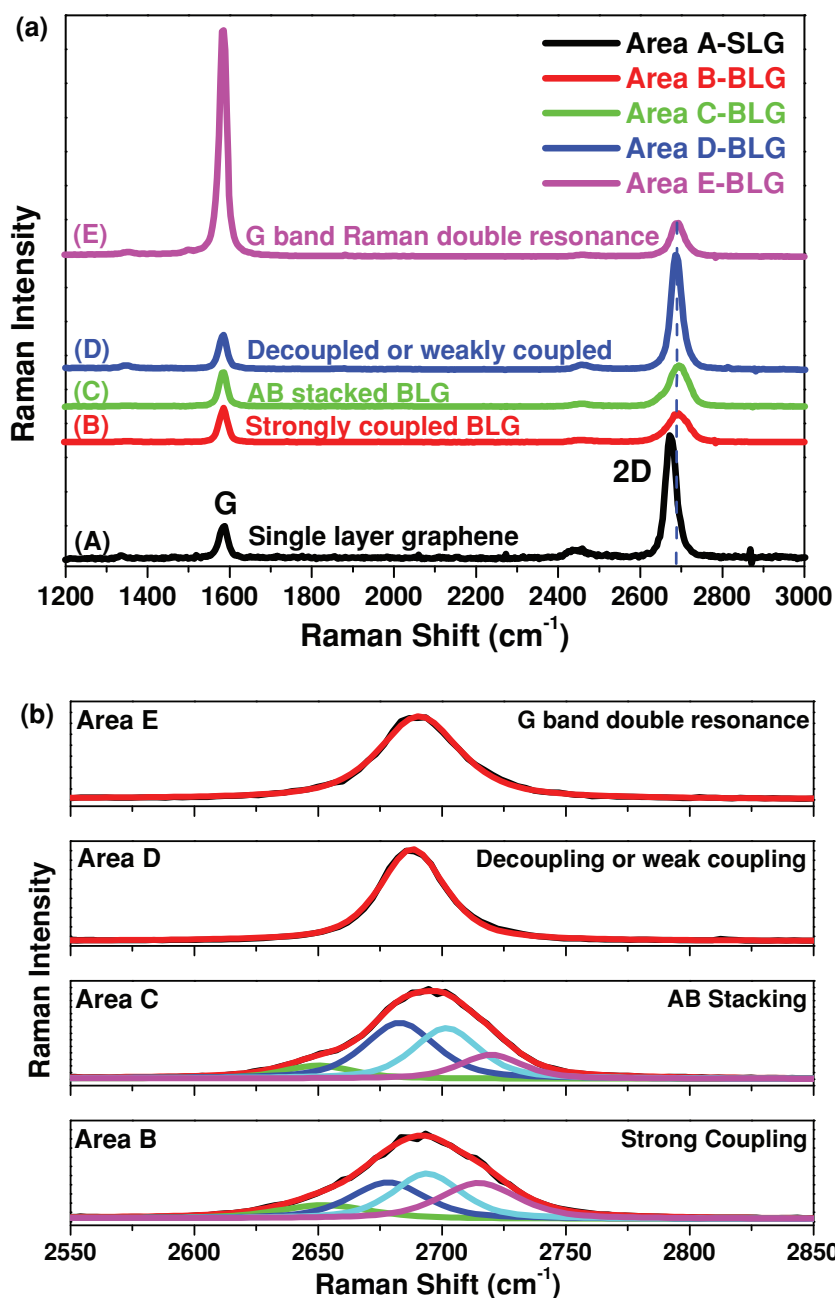 (a)
Area A-SLG
Area B-BLG
Area C-BLG
Area D-BLG
Area E-BLG
(E)
G band Raman double resonance
(D)
Decoupled or weakly coupled
(C)
AB stacked BLG
(B)
Strongly coupled BLG
2D
G
(A)
Single layer graphene
Raman Intensity
1200 1400 1600 1800 2000 2200 2400 2600 2800 3000
Raman Shift (cm⁻¹)
(b)
Area E
G band double resonance
Area D
Decoupling or weak coupling
Area C
AB Stacking
Area B
Strong Coupling
Raman Intensity
2550 2600 2650 2700 2750 2800 2850
Raman Shift (cm⁻¹)